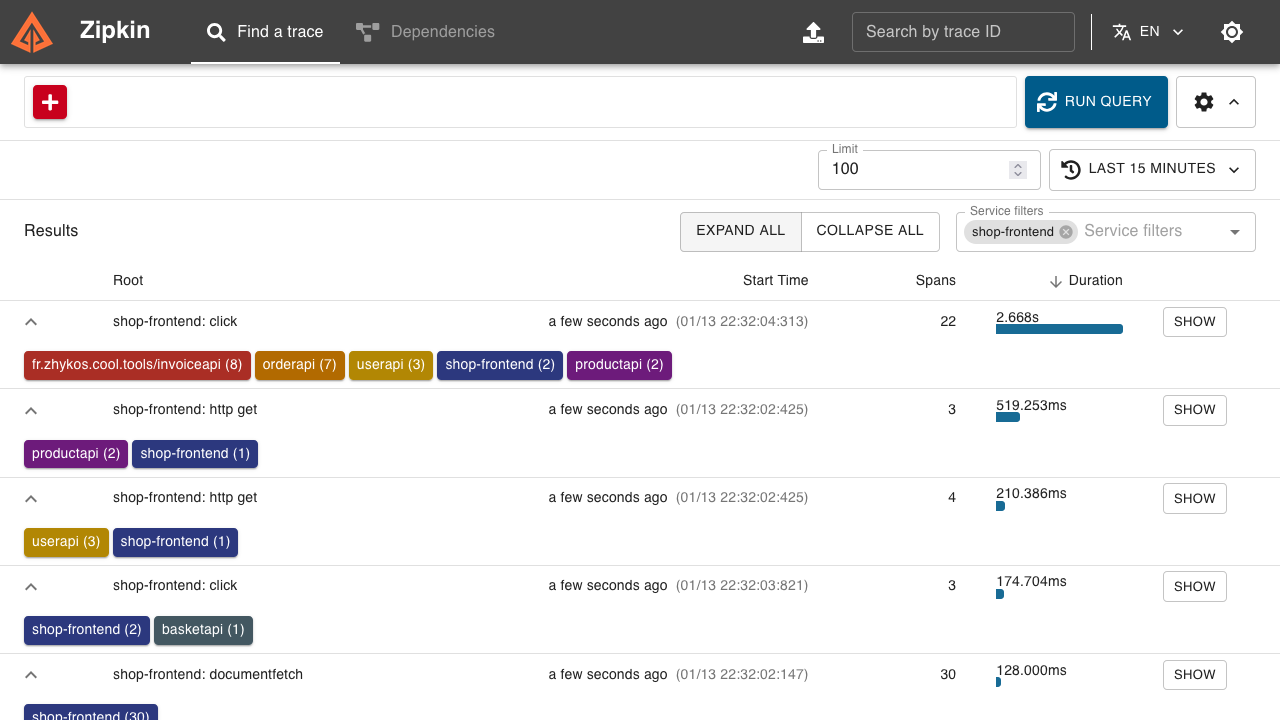 Zipkin Find a trace Dependencies Search by trace ID EN
RUN QUERY
Limit
100 LAST 15 MINUTES
Results EXPAND ALL COLLAPSE ALL Service filters
shop-frontend Service filters
Root Start Time Spans Duration
shop-frontend: click a few seconds ago (01/13 22:32:04:313) 22 2.668s SHOW
fr.zhykos.cool.tools/invoiceapi (8) orderapi (7) userapi (3) shop-frontend (2) productapi (2)
shop-frontend: http get a few seconds ago (01/13 22:32:02:425) 3 519.253ms SHOW
productapi (2) shop-frontend (1)
shop-frontend: http get a few seconds ago (01/13 22:32:02:425) 4 210.386ms SHOW
userapi (3) shop-frontend (1)
shop-frontend: click a few seconds ago (01/13 22:32:03:821) 3 174.704ms SHOW
shop-frontend (2) basketapi (1)
shop-frontend: documentfetch a few seconds ago (01/13 22:32:02:147) 30 128.000ms SHOW
shop-frontend (30)